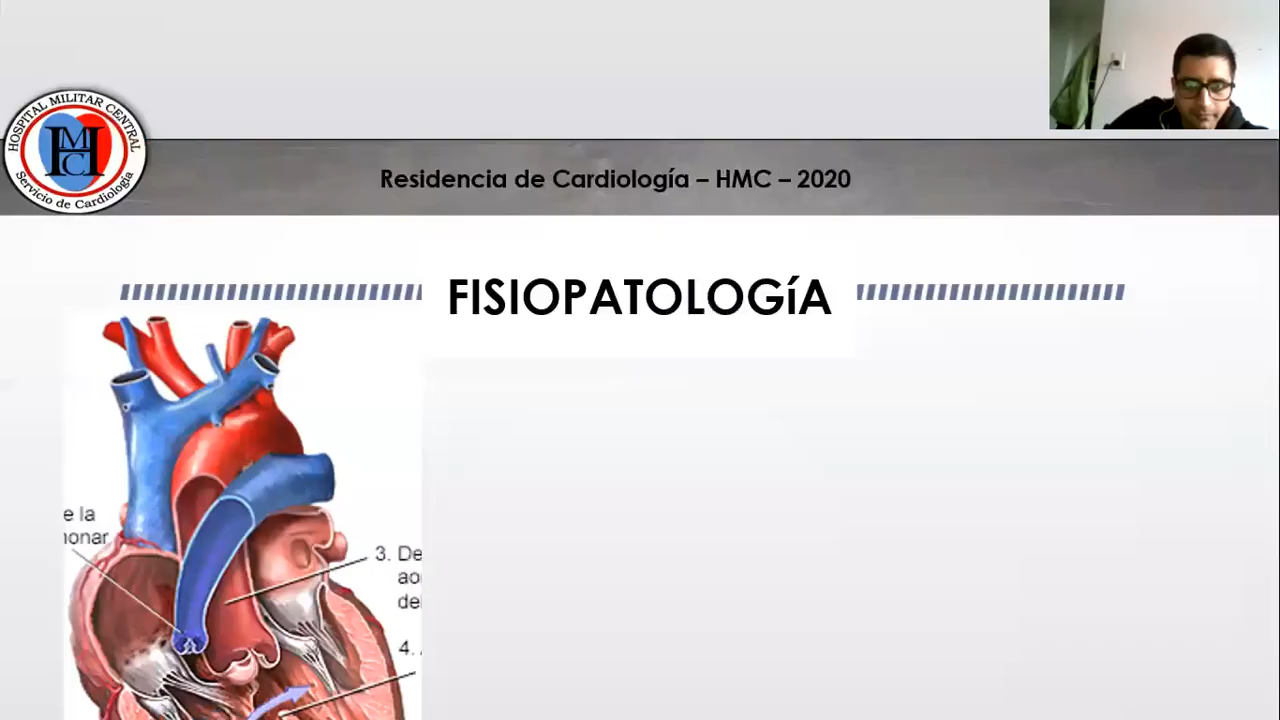 HOSPITAL MILITAR CENTRAL
HMC
Servicio de Cardiología
Residencia de Cardiología – HMC – 2020
FISIOPATOLOGíA
e la
onar
3. De
ao
de
4.